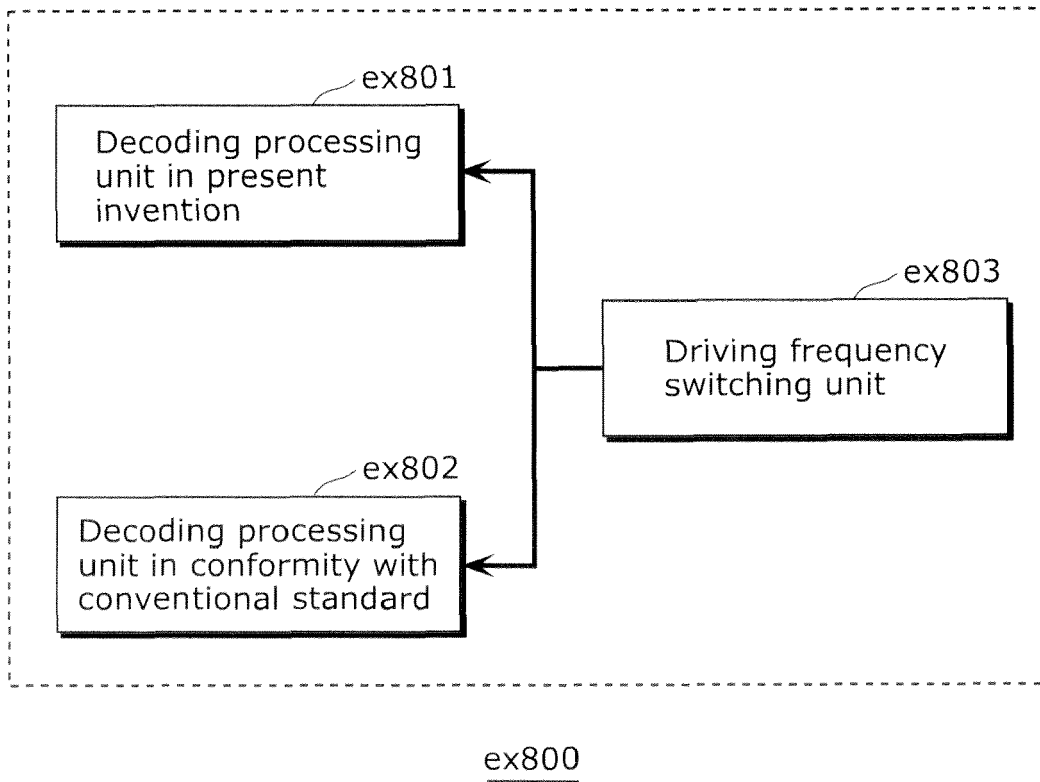 ex801
Decoding processing
unit in present
invention
ex803
Driving frequency
switching unit
ex802
Decoding processing
unit in conformity with
conventional standard
ex800